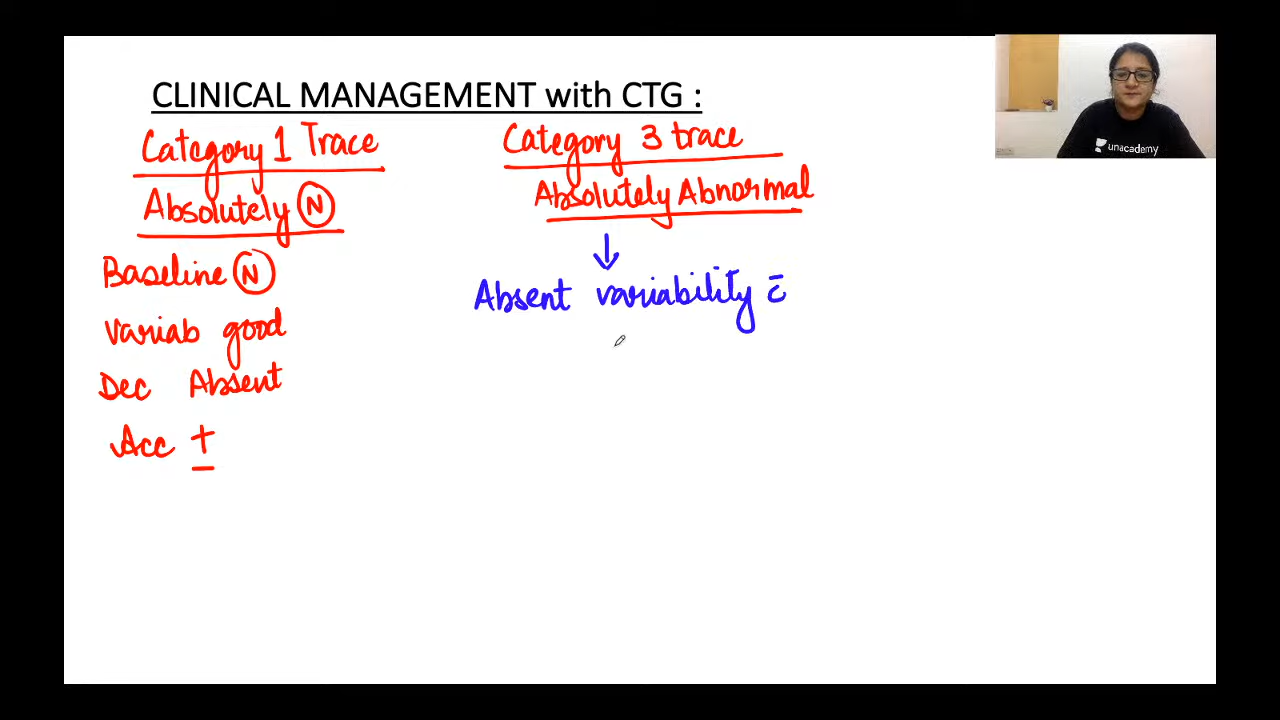 CLINICAL MANAGEMENT with CTG :
Category 1 Trace
Absolutely N
Baseline N
Variab good
Dec Absent
Acc +
Category 3 trace
Absolutely Abnormal
↓
Absent variability c̄
unacademy